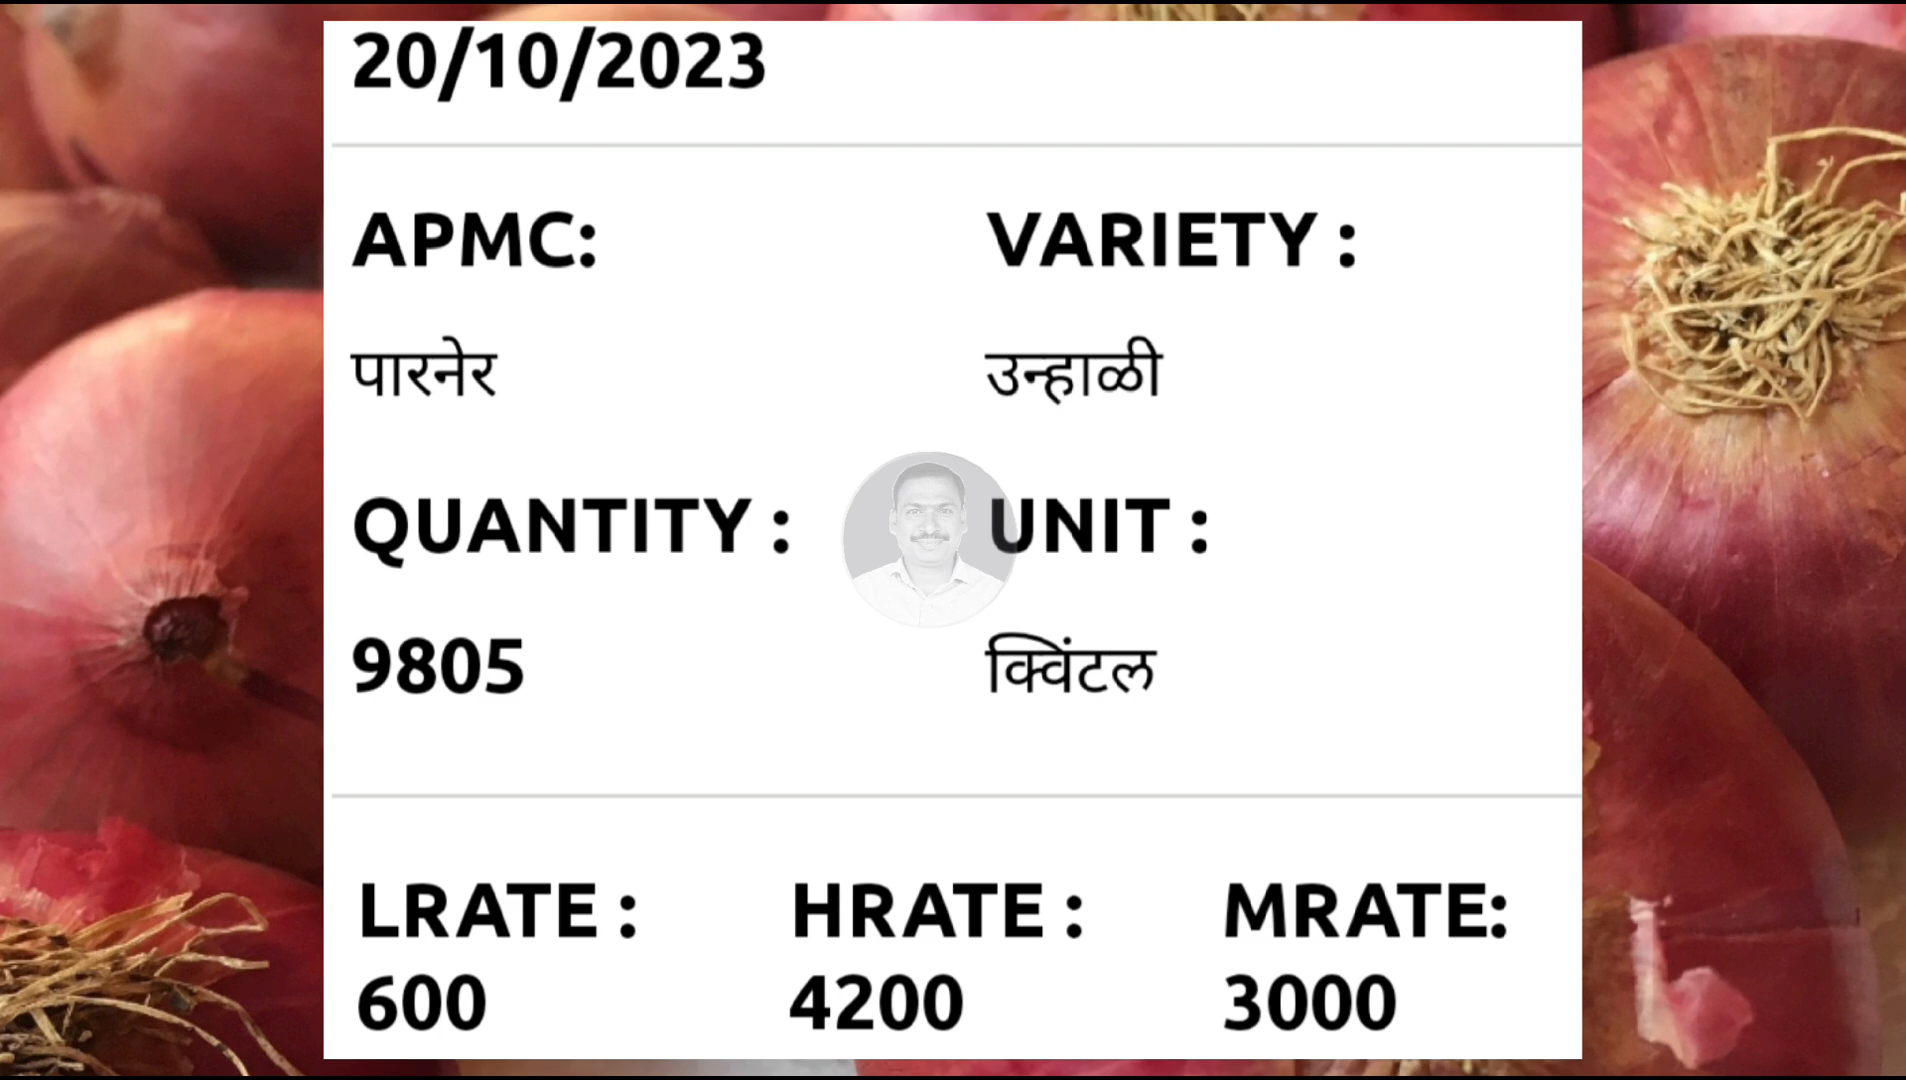 20/10/2023
APMC: VARIETY :
पारनेर उन्हाळी
QUANTITY : UNIT :
9805 क्विंटल
LRATE : HRATE : MRATE:
600 4200 3000